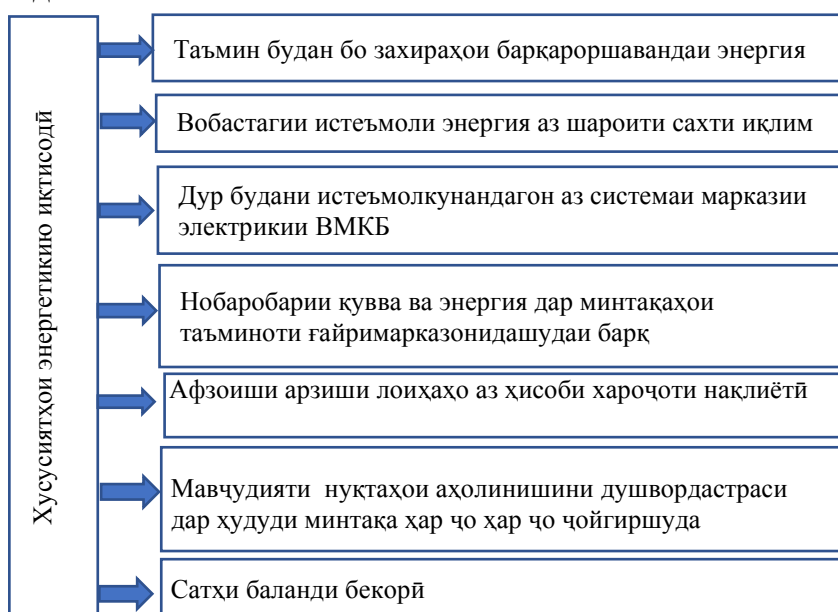 Хусусиятҳои энергетикию иқтисодӣ
Таъмин будан бо захираҳои барқароршавандаи энергия
Вобастагии истеъмоли энергия аз шароити сахти иқлим
Дур будани истеъмолкунандагон аз системаи марказии
электрикии ВМКБ
Нобаробарии қувва ва энергия дар минтақаҳои
таъминоти ғайримарказонидашудаи барқ
Афзоиши арзиши лоиҳаҳо аз ҳисоби хароҷоти нақлиётӣ
Мавҷудияти нуқтаҳои аҳолинишини душвордастраси
дар ҳудуди минтақа ҳар ҷо ҳар ҷо ҷойгиршуда
Сатҳи баланди бекорӣ